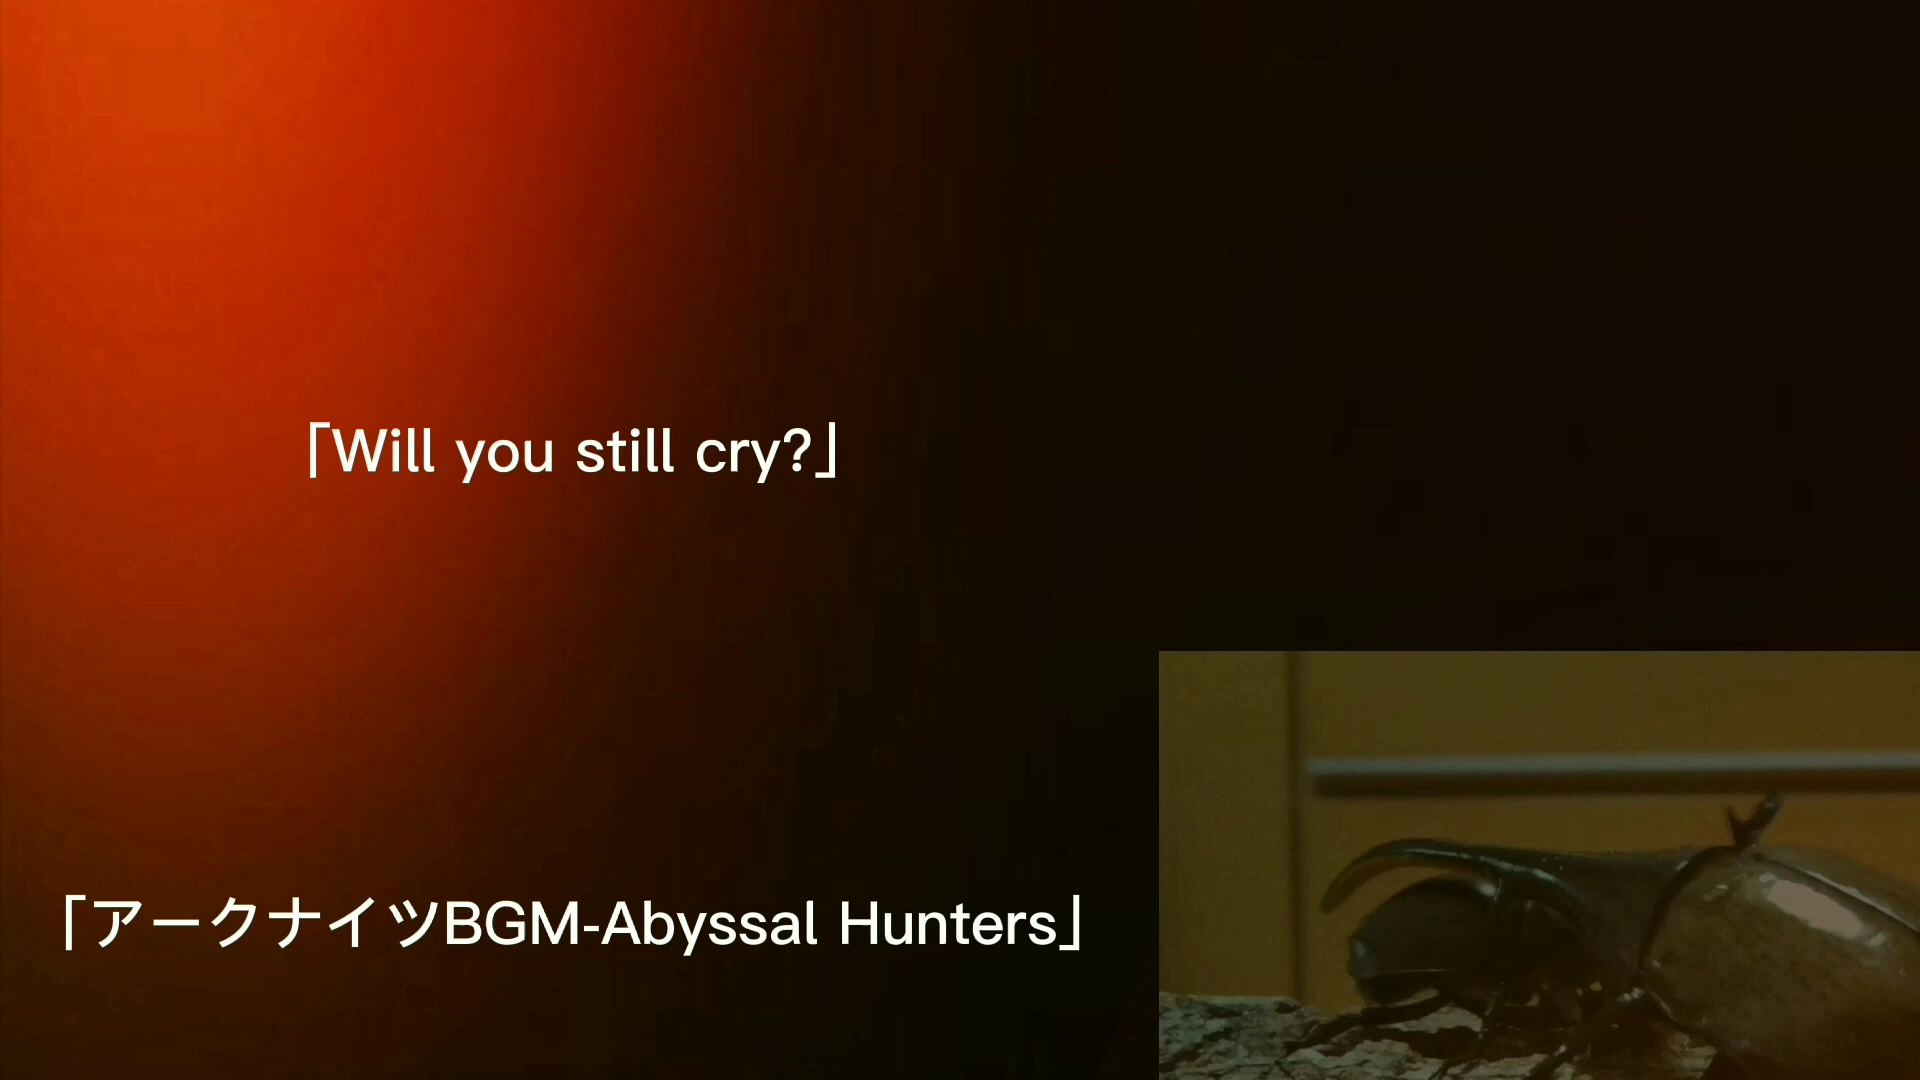 「Will you still cry?」
「アークナイツBGM-Abyssal Hunters」